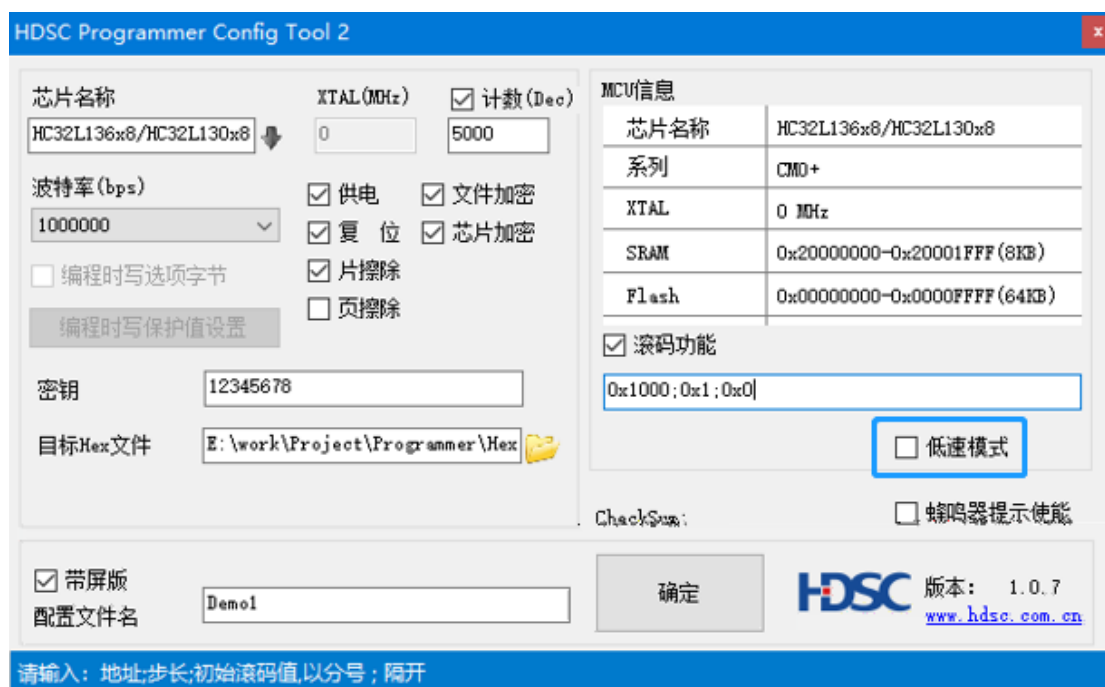 HDSC Programmer Config Tool 2
x
芯片名称
XTAL(MHz)
计数(Dec)
HC32L136x8/HC32L130x8
0
5000
波特率(bps)
1000000
供电
文件加密
复 位
芯片加密
编程时写选项字节
片擦除
页擦除
编程时写保护值设置
密钥
12345678
目标Hex文件
E:\work\Project\Programmer\Hex
MCU信息
芯片名称 HC32L136x8/HC32L130x8
系列 CM0+
XTAL 0 MHz
SRAM 0x20000000-0x20001FFF(8KB)
Flash 0x00000000-0x0000FFFF(64KB)
滚码功能
0x1000;0x1;0x0
低速模式
CheckSum:
蜂鸣器提示使能
带屏版
配置文件名
Demo1
确定
HDSC
版本: 1.0.7
www.hdsc.com.cn
请输入:地址;步长;初始滚码值,以分号;隔开